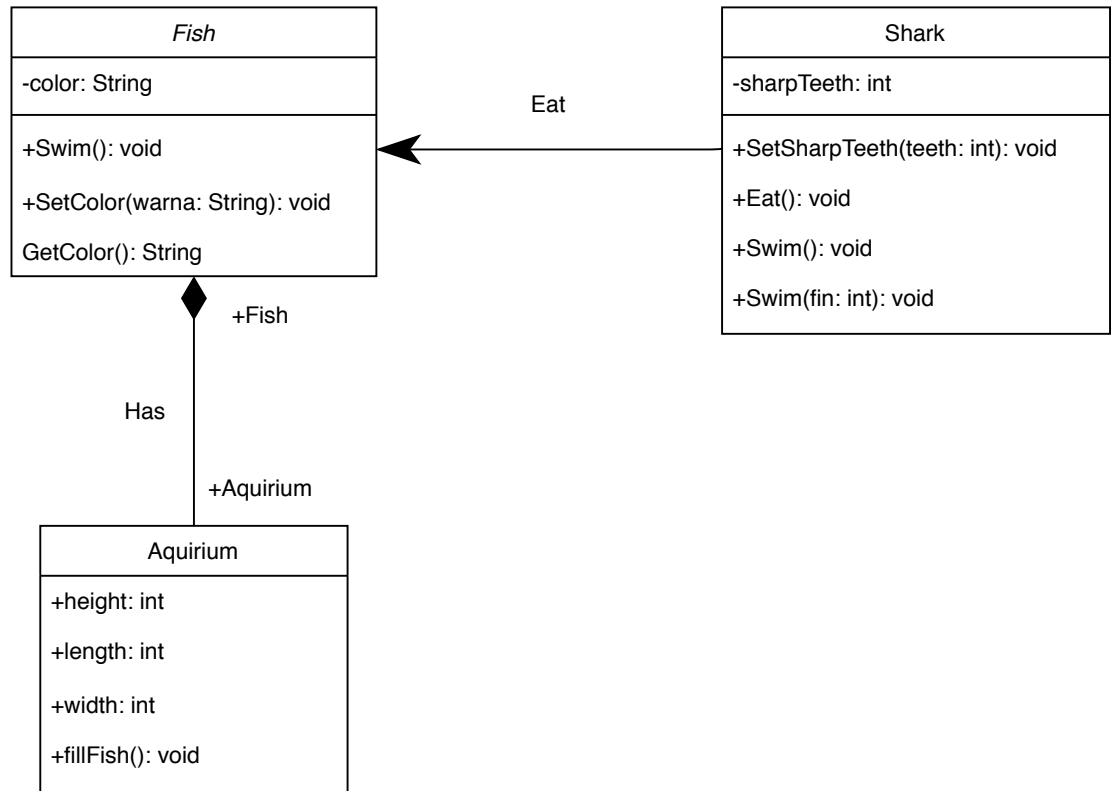 Fish
-color: String
+Swim(): void
+SetColor(warna: String): void
GetColor(): String
Eat
Shark
-sharpTeeth: int
+SetSharpTeeth(teeth: int): void
+Eat(): void
+Swim(): void
+Swim(fin: int): void
+Fish
Has
+Aquirium
Aquirium
+height: int
+length: int
+width: int
+fillFish(): void